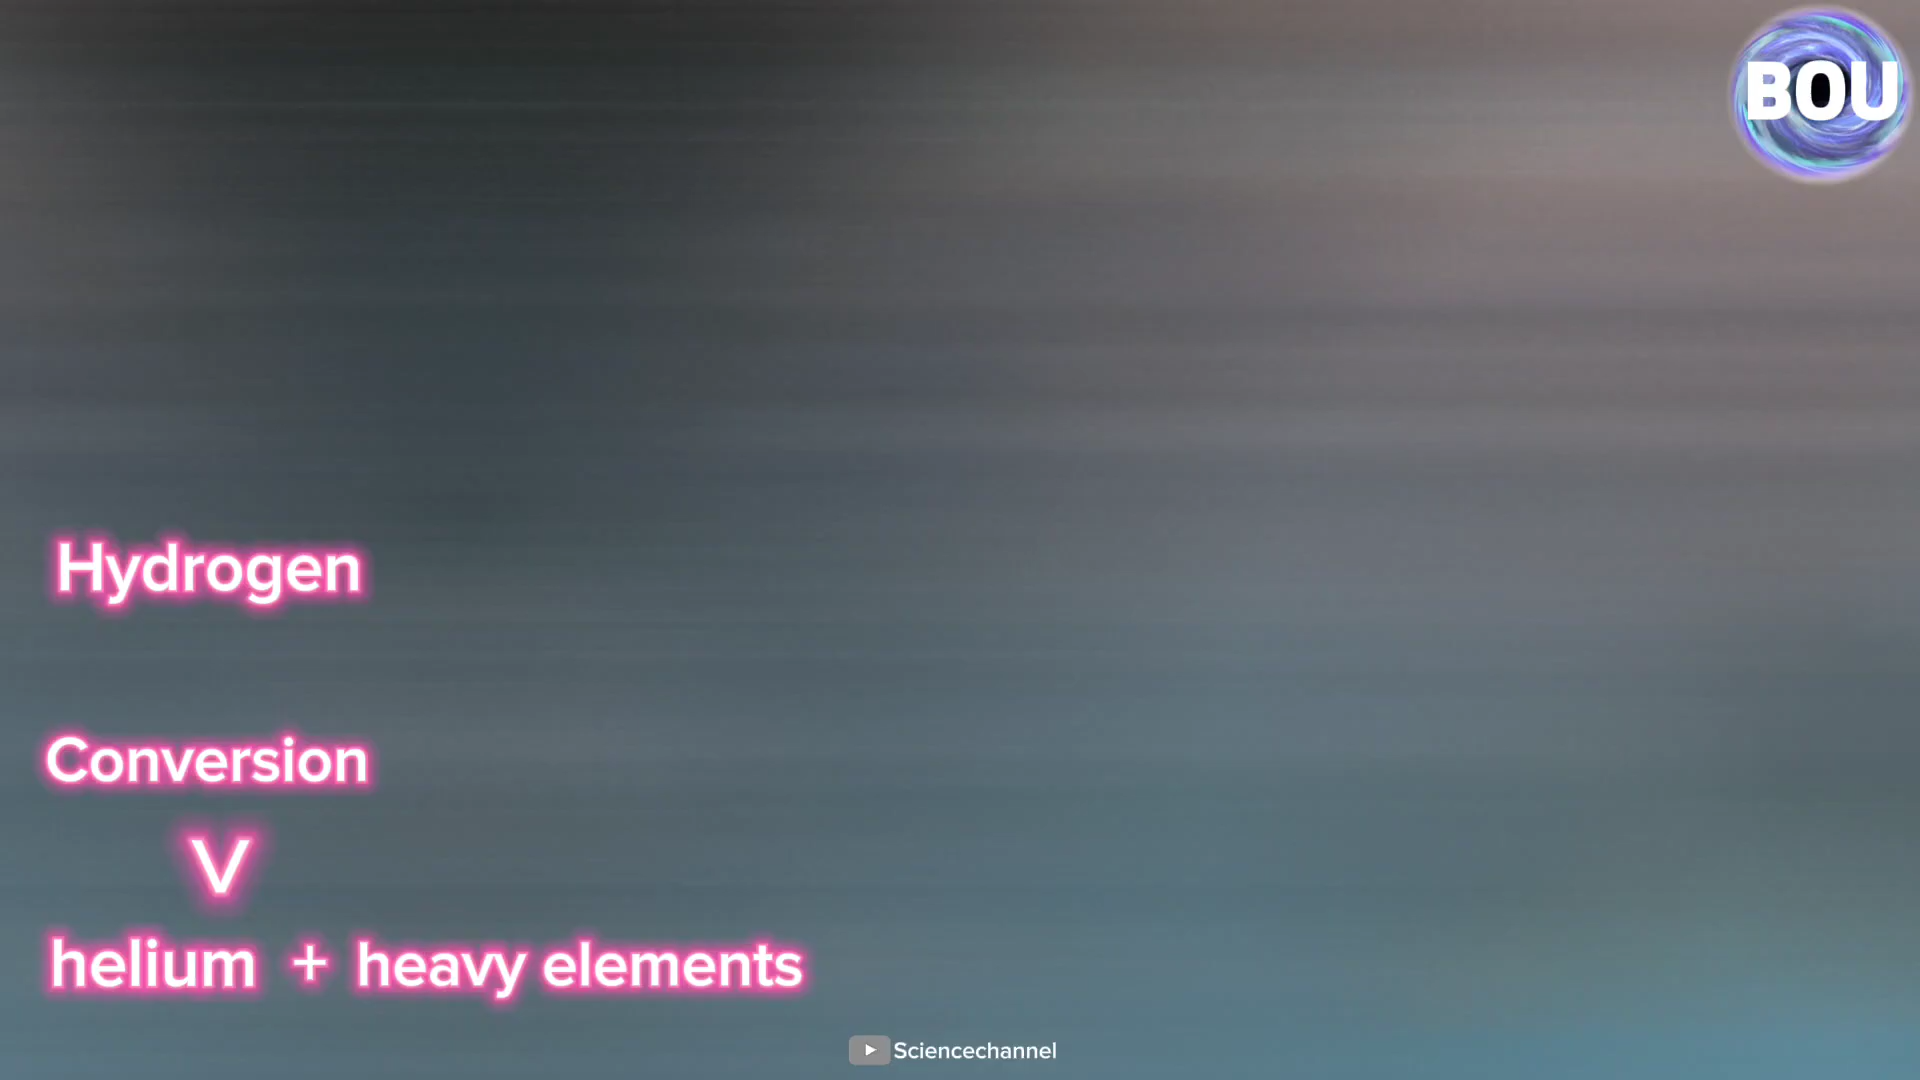 BOU
Hydrogen
Conversion
V
helium + heavy elements
Sciencechannel